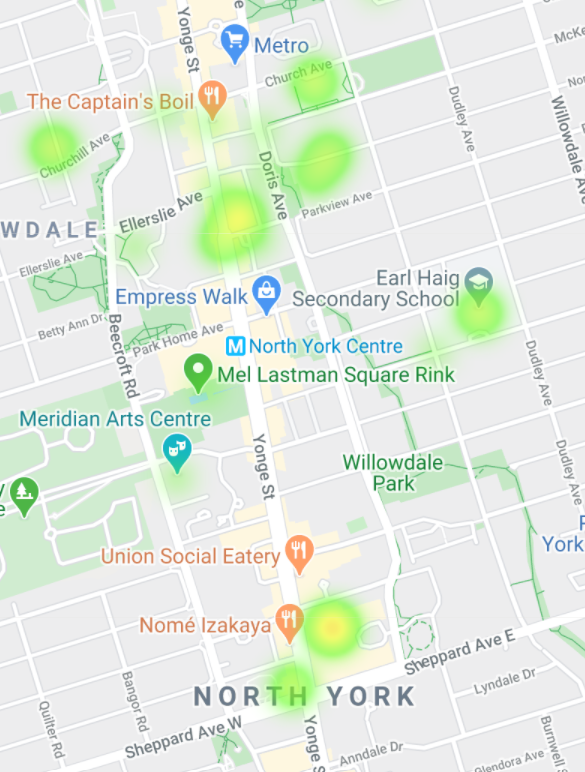 Yonge St
Metro
McKe
Church Ave
The Captain's Boil
Dudley Ave
Willowdale Ave
Churchill Ave
Doris Ave
Parkview Ave
Ellerslie Ave
WDALE
Ellerslie Ave
Earl Haig
Secondary School
Empress Walk
Betty Ann Dr
Park Home Ave
M North York Centre
Beecroft Rd
Mel Lastman Square Rink
Dudley Ave
Meridian Arts Centre
Yonge St
Willowdale
Park
Dudley Ave
York
Union Social Eatery
Nomé Izakaya
Sheppard Ave E
NORTH YORK
Lyndale Dr
Quilter Rd
Bangor Rd
Sheppard Ave W
Yonge S
Anndale Dr
Burnwell S
Glendora Ave